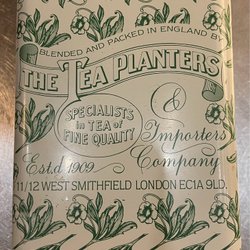 BLENDED AND PACKED IN ENGLAND BY
THE TEA PLANTERS
SPECIALISTS
IN TEA OF
FINE QUALITY
&
Importers
Company
Estd. 1909
11/12 WEST SMITHFIELD LONDON EC1A 9LD.